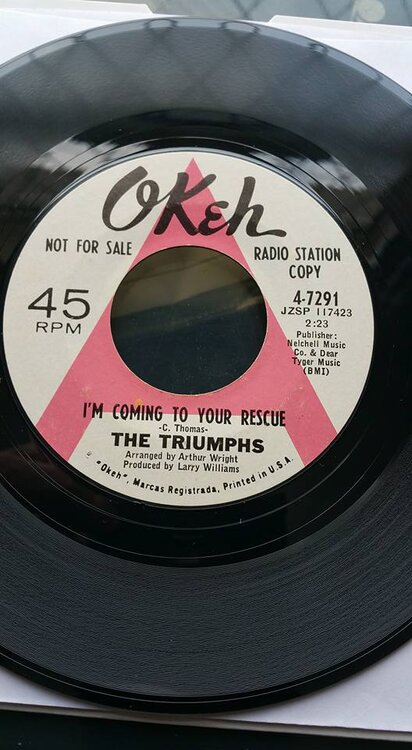 OKeh
NOT FOR SALE
RADIO STATION
COPY
45
RPM
4-7291
JZSP 117423
2:23
Publisher:
Nelchell Music
Co. & Dear
Tyger Music
(BMI)
I'M COMING TO YOUR RESCUE
-C. Thomas-
THE TRIUMPHS
Arranged by Arthur Wright
Produced by Larry Williams
"Okeh", Marcas Registrada, Printed in U.S.A.